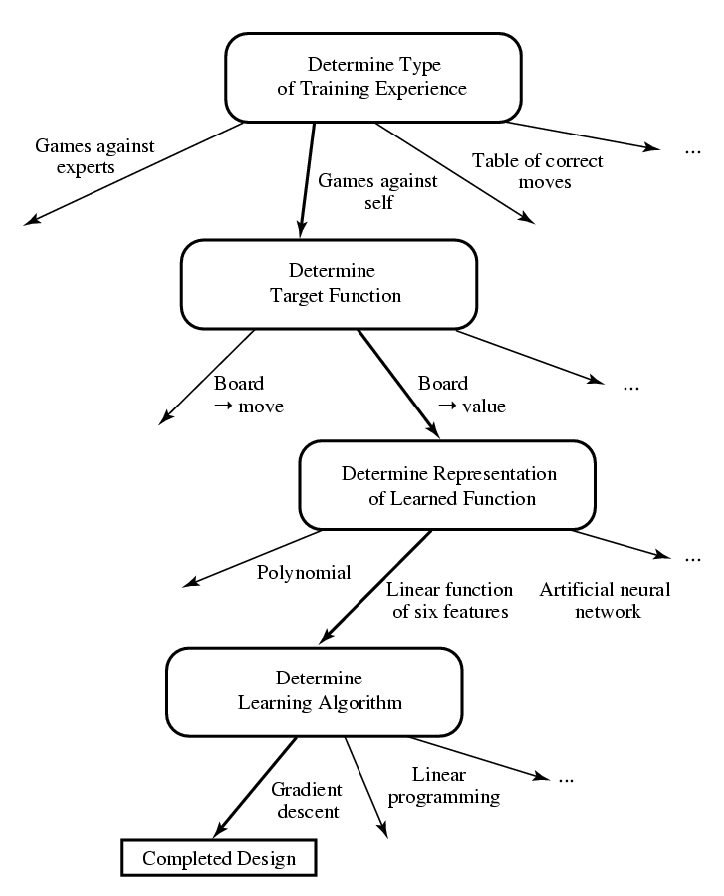 Determine Type
of Training Experience
Games against
experts
Games against
self
Table of correct
moves
...
Determine
Target Function
Board
→ move
Board
→ value
...
Determine Representation
of Learned Function
Polynomial
Linear function
of six features
Artificial neural
network
...
Determine
Learning Algorithm
Gradient
descent
Linear
programming
...
Completed Design